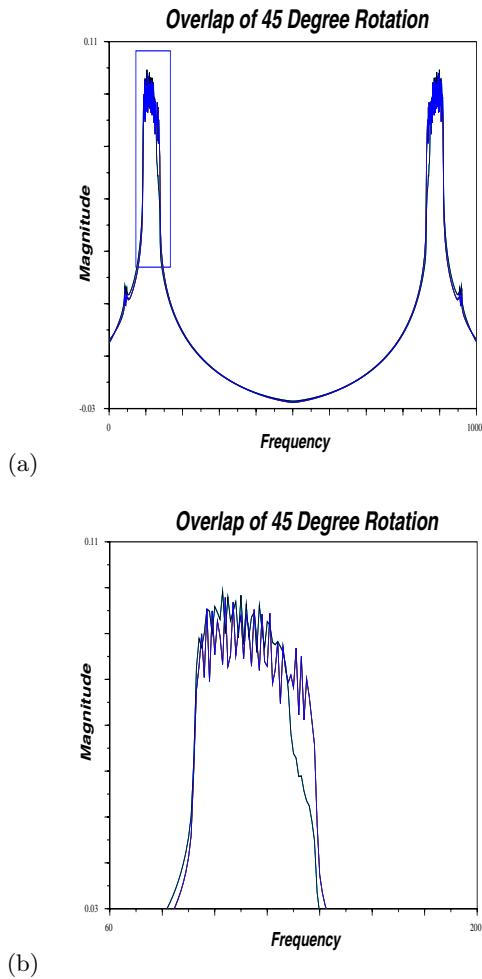 Overlap of 45 Degree Rotation
0.11
Magnitude
-0.03
0
1000
Frequency
(a)
Overlap of 45 Degree Rotation
0.11
Magnitude
0.03
60
200
Frequency
(b)